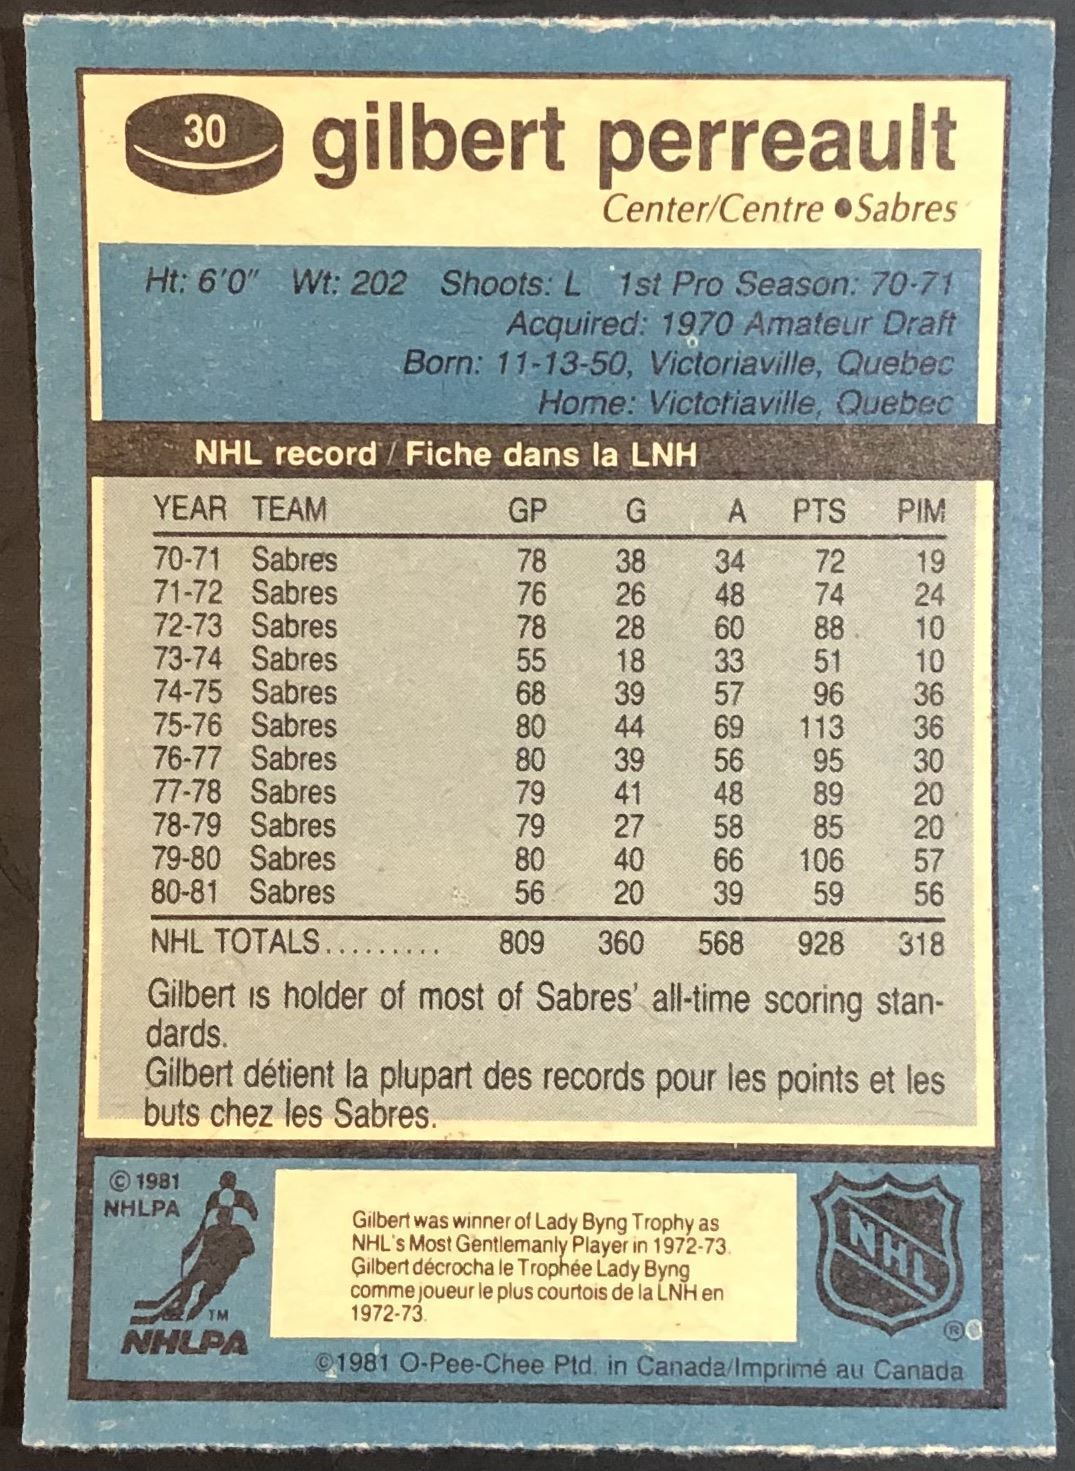 30 gilbert perreault
Center/Centre ● Sabres
Ht: 6'0" Wt: 202 Shoots: L 1st Pro Season: 70-71
Acquired: 1970 Amateur Draft
Born: 11-13-50, Victoriaville, Quebec
Home: Victoriaville, Quebec
NHL record / Fiche dans la LNH
YEAR TEAM GP G A PTS PIM
70-71 Sabres 78 38 34 72 19
71-72 Sabres 76 26 48 74 24
72-73 Sabres 78 28 60 88 10
73-74 Sabres 55 18 33 51 10
74-75 Sabres 68 39 57 96 36
75-76 Sabres 80 44 69 113 36
76-77 Sabres 80 39 56 95 30
77-78 Sabres 79 41 48 89 20
78-79 Sabres 79 27 58 85 20
79-80 Sabres 80 40 66 106 57
80-81 Sabres 56 20 39 59 56
NHL TOTALS......... 809 360 568 928 318
Gilbert is holder of most of Sabres' all-time scoring stan-
dards.
Gilbert détient la plupart des records pour les points et les
buts chez les Sabres.
© 1981
NHLPA
TM
NHLPA
Gilbert was winner of Lady Byng Trophy as
NHL's Most Gentlemanly Player in 1972-73.
Gilbert décrocha le Trophée Lady Byng
comme joueur le plus courtois de la LNH en
1972-73.
NHL
®
©1981 O-Pee-Chee Ptd. in Canada/Imprimé au Canada